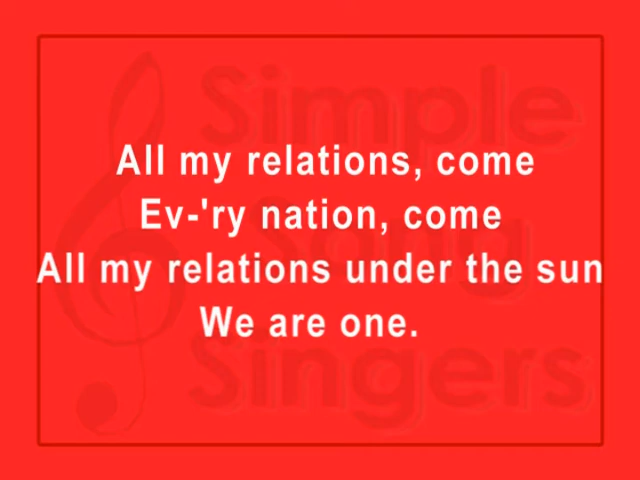 Simple
Song
Singers
All my relations, come
Ev-'ry nation, come
All my relations under the sun
We are one.